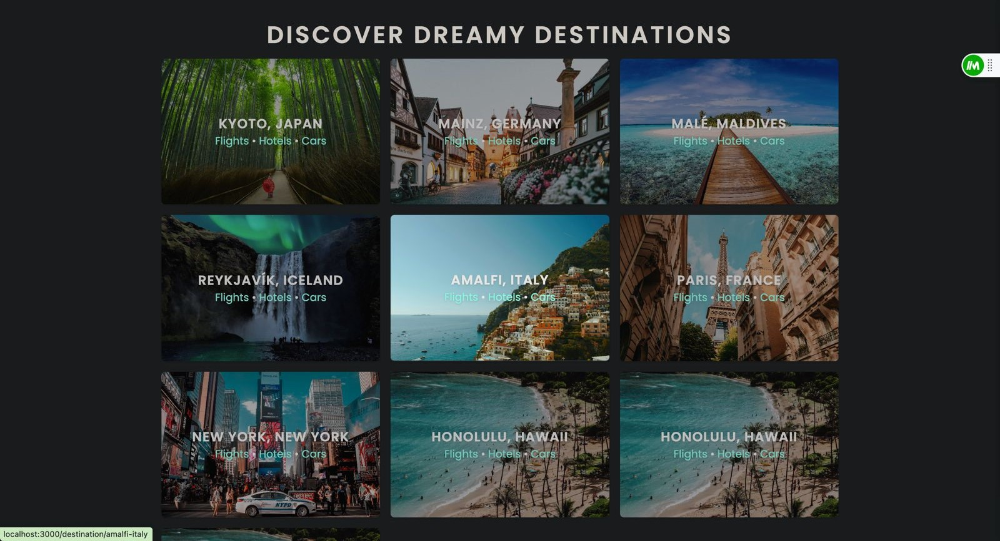 DISCOVER DREAMY DESTINATIONS
KYOTO, JAPAN
Flights • Hotels • Cars
MAINZ, GERMANY
Flights • Hotels • Cars
MALÉ, MALDIVES
Flights • Hotels • Cars
REYKJAVÍK, ICELAND
Flights • Hotels • Cars
AMALFI, ITALY
Flights • Hotels • Cars
PARIS, FRANCE
Flights • Hotels • Cars
NEW YORK, NEW YORK
Flights • Hotels • Cars
NYPD
HONOLULU, HAWAII
Flights • Hotels • Cars
HONOLULU, HAWAII
Flights • Hotels • Cars
localhost:3000/destination/amalfi-italy